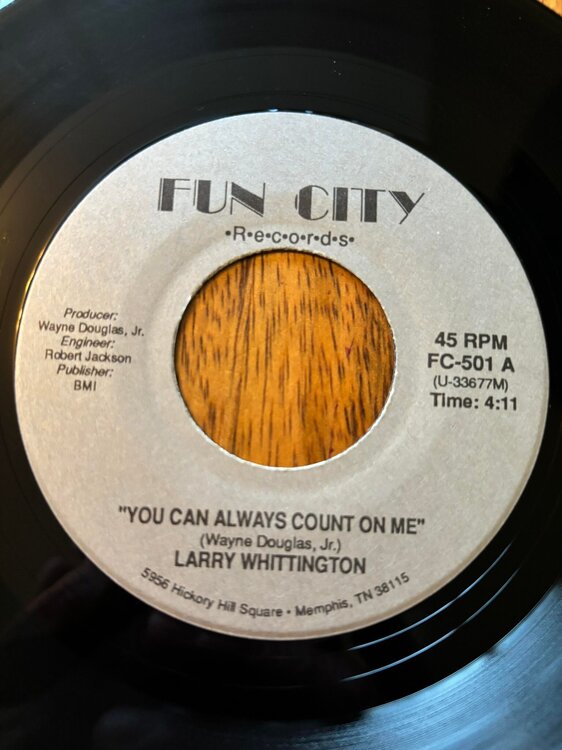 FUN CITY
•R•e•c•o•r•d•s•
Producer:
Wayne Douglas, Jr.
Engineer:
Robert Jackson
Publisher:
BMI
45 RPM
FC-501 A
(U-33677M)
Time: 4:11
"YOU CAN ALWAYS COUNT ON ME"
(Wayne Douglas, Jr.)
LARRY WHITTINGTON
5956 Hickory Hill Square • Memphis, TN 38115